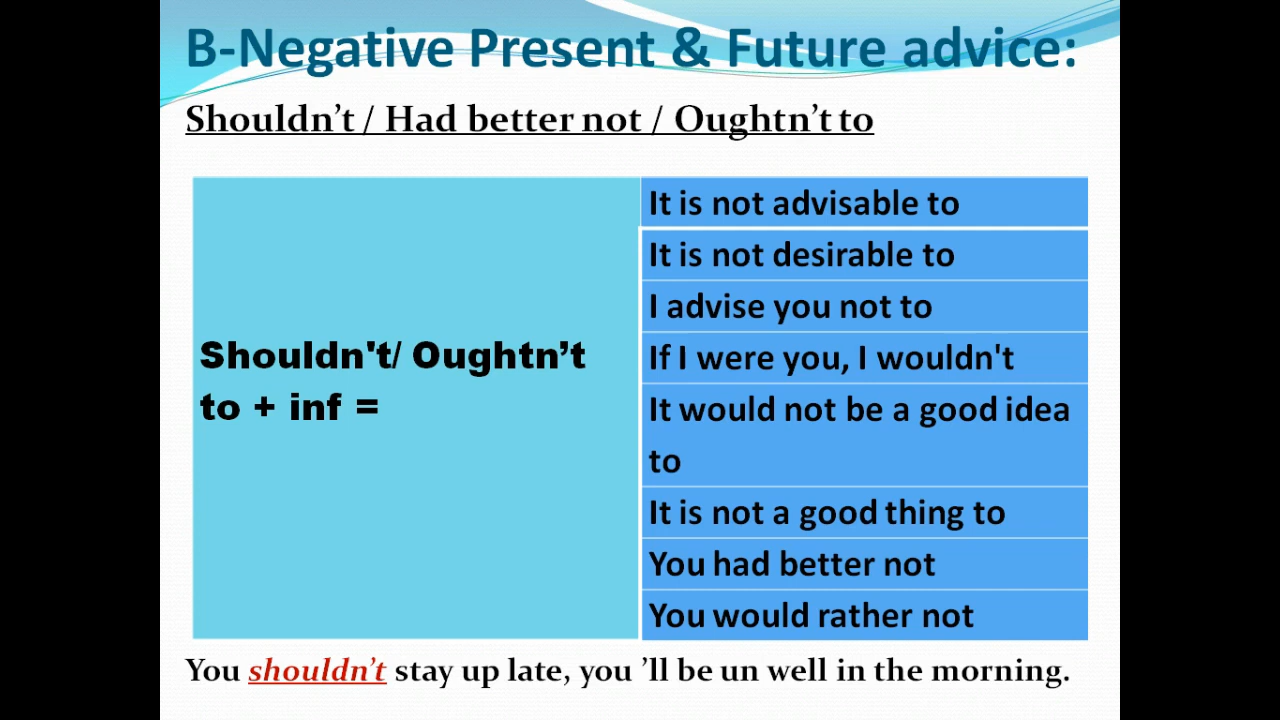 B-Negative Present & Future advice:
Shouldn’t / Had better not / Oughtn’t to
Shouldn't/ Oughtn’t
to + inf =
It is not advisable to
It is not desirable to
I advise you not to
If I were you, I wouldn't
It would not be a good idea
to
It is not a good thing to
You had better not
You would rather not
You shouldn’t stay up late, you ’ll be un well in the morning.